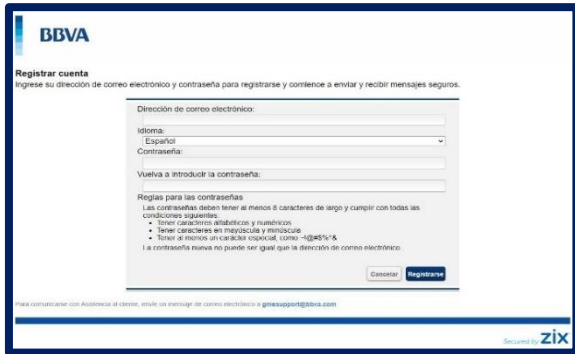 BBVA
Registrar cuenta
Ingrese su dirección de correo electrónico y contraseña para registrarse y comience a enviar y recibir mensajes seguros.
Dirección de correo electrónico:
Idioma:
Español
Contraseña:
Vuelva a introducir la contraseña:
Reglas para las contraseñas
Las contraseñas deben tener al menos 8 caracteres de largo y cumplir con todas las
condiciones siguientes:
• Tener caracteres alfabéticos y numéricos
• Tener caracteres en mayúscula y minúscula
• Tener al menos un carácter especial, como ~!@#$%^&
La contraseña nueva no puede ser igual que la dirección de correo electrónico.
Cancelar Registrarse
Para comunicarse con Asistencia al cliente, envíe un mensaje de correo electrónico a gmesupport@bbva.com
Secured by ZIX